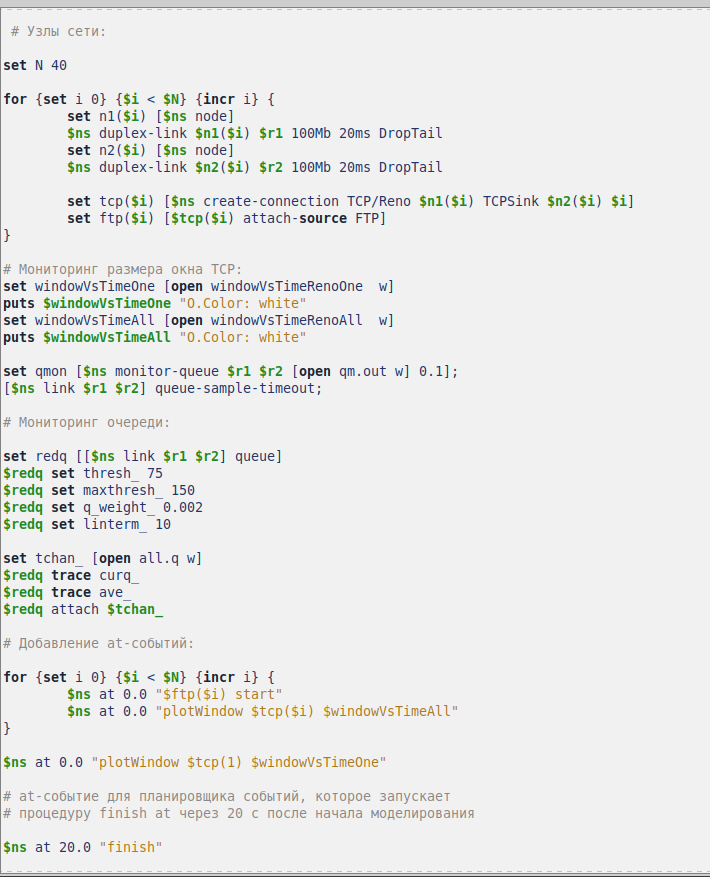 # Узлы сети:
set N 40
for {set i 0} {$i < $N} {incr i} {
set n1($i) [$ns node]
$ns duplex-link $n1($i) $r1 100Mb 20ms DropTail
set n2($i) [$ns node]
$ns duplex-link $n2($i) $r2 100Mb 20ms DropTail
set tcp($i) [$ns create-connection TCP/Reno $n1($i) TCPSink $n2($i) $i]
set ftp($i) [$tcp($i) attach-source FTP]
}
# Мониторинг размера окна TCP:
set windowVsTimeOne [open windowVsTimeRenoOne  w]
puts $windowVsTimeOne "O.Color: white"
set windowVsTimeAll [open windowVsTimeRenoAll  w]
puts $windowVsTimeAll "O.Color: white"
set qmon [$ns monitor-queue $r1 $r2 [open qm.out w] 0.1];
[$ns link $r1 $r2] queue-sample-timeout;
# Мониторинг очереди:
set redq [[$ns link $r1 $r2] queue]
$redq set thresh_ 75
$redq set maxthresh_ 150
$redq set q_weight_ 0.002
$redq set linterm_ 10
set tchan_ [open all.q w]
$redq trace curq_
$redq trace ave_
$redq attach $tchan_
# Добавление at-событий:
for {set i 0} {$i < $N} {incr i} {
$ns at 0.0 "$ftp($i) start"
$ns at 0.0 "plotWindow $tcp($i) $windowVsTimeAll"
}
$ns at 0.0 "plotWindow $tcp(1) $windowVsTimeOne"
# at-событие для планировщика событий, которое запускает
# процедуру finish at через 20 с после начала моделирования
$ns at 20.0 "finish"